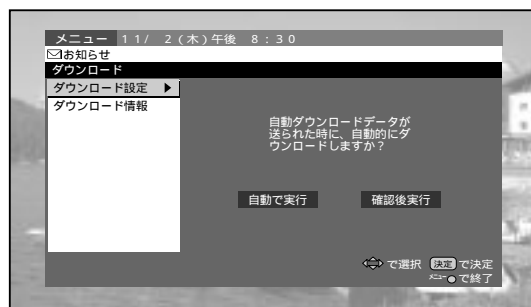 メニュー 11/ 2(木)午後 8:30
お知らせ
ダウンロード
ダウンロード設定 ▶
ダウンロード情報
自動ダウンロードデータが
送られた時に、自動的にダ
ウンロードしますか?
自動で実行 確認後実行
で選択 決定 で決定
メニュー で終了